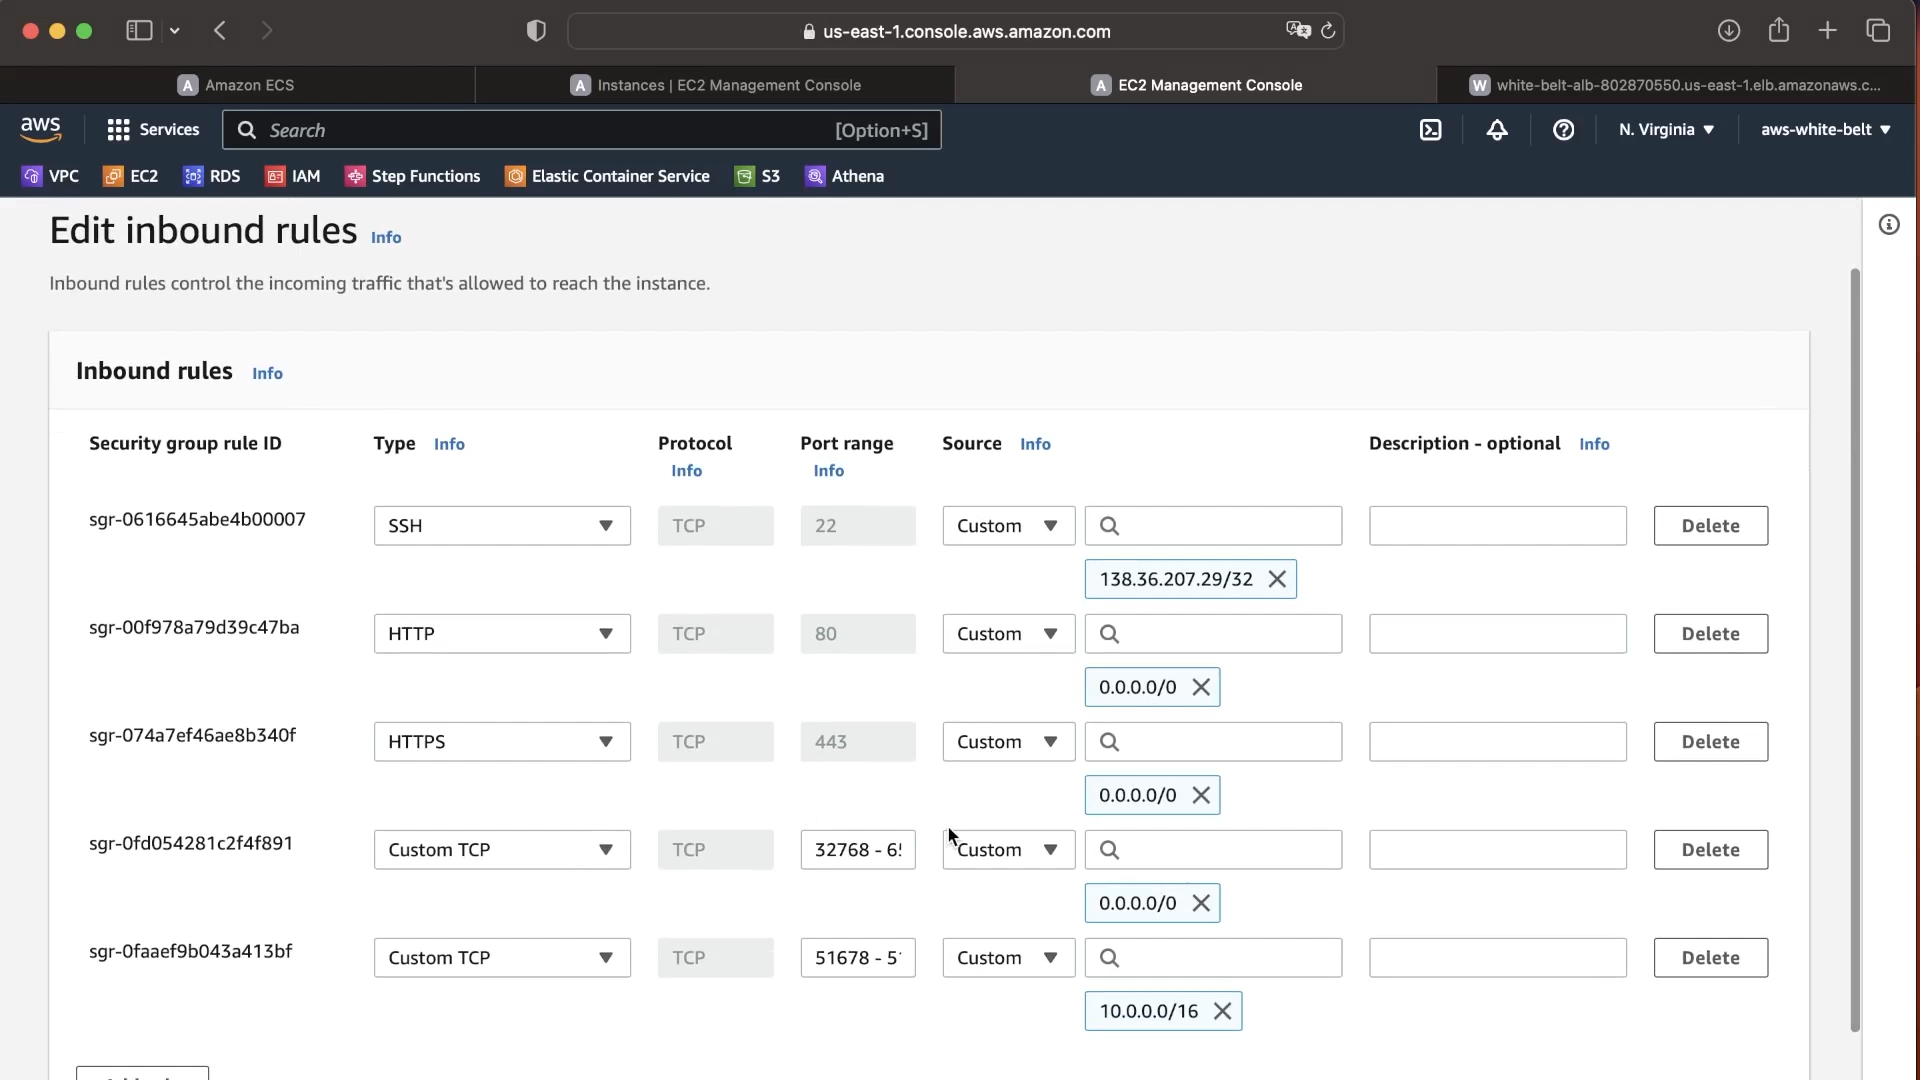 us-east-1.console.aws.amazon.com
A Amazon ECS
A Instances | EC2 Management Console
A EC2 Management Console
W white-belt-alb-802870550.us-east-1.elb.amazonaws.c...
aws Services Search [Option+S] N. Virginia aws-white-belt
VPC EC2 RDS IAM Step Functions Elastic Container Service S3 Athena
Edit inbound rules Info
Inbound rules control the incoming traffic that's allowed to reach the instance.
Inbound rules Info
Security group rule ID Type Info Protocol Info Port range Info Source Info Description - optional Info
sgr-0616645abe4b00007 SSH TCP 22 Custom Delete
138.36.207.29/32
sgr-00f978a79d39c47ba HTTP TCP 80 Custom Delete
0.0.0.0/0
sgr-074a7ef46ae8b340f HTTPS TCP 443 Custom Delete
0.0.0.0/0
sgr-0fd054281c2f4f891 Custom TCP TCP 32768 - 6 Custom Delete
0.0.0.0/0
sgr-0faaef9b043a413bf Custom TCP TCP 51678 - 5 Custom Delete
10.0.0.0/16